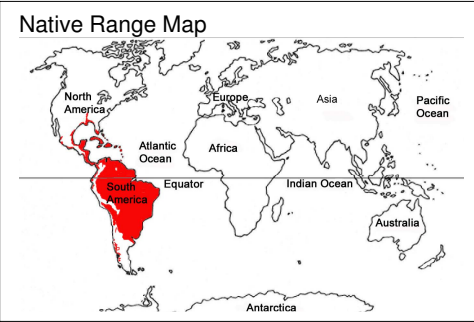 Native Range Map
North
America
Europe
Asia
Pacific
Ocean
Atlantic
Ocean
Africa
South
America
Equator
Indian Ocean
Australia
Antarctica